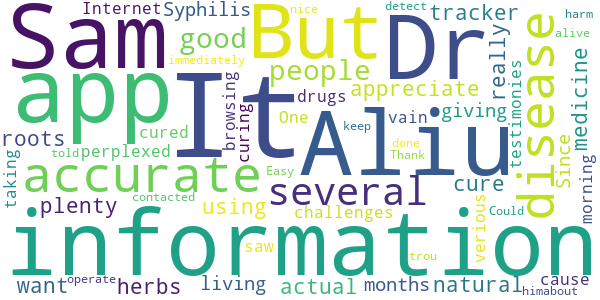 Internet Syphilis
detect
nice
harm
Sam
But
Dr
tracker
good
immediately
people
appreciate
really
alive
app
It
Aliu
disease
medicine
testimonies
Since
morning
browsing
curing
drugs
One
vain
giving
keep
done
Thank
roots
cured
told
perplexed
taking
accurate
several
Easy
cure
plenty
contacted
using
challenges
saw
verious
Could
information
trou
want
operate
herbs
living
actual
months
natural
cause
himabout